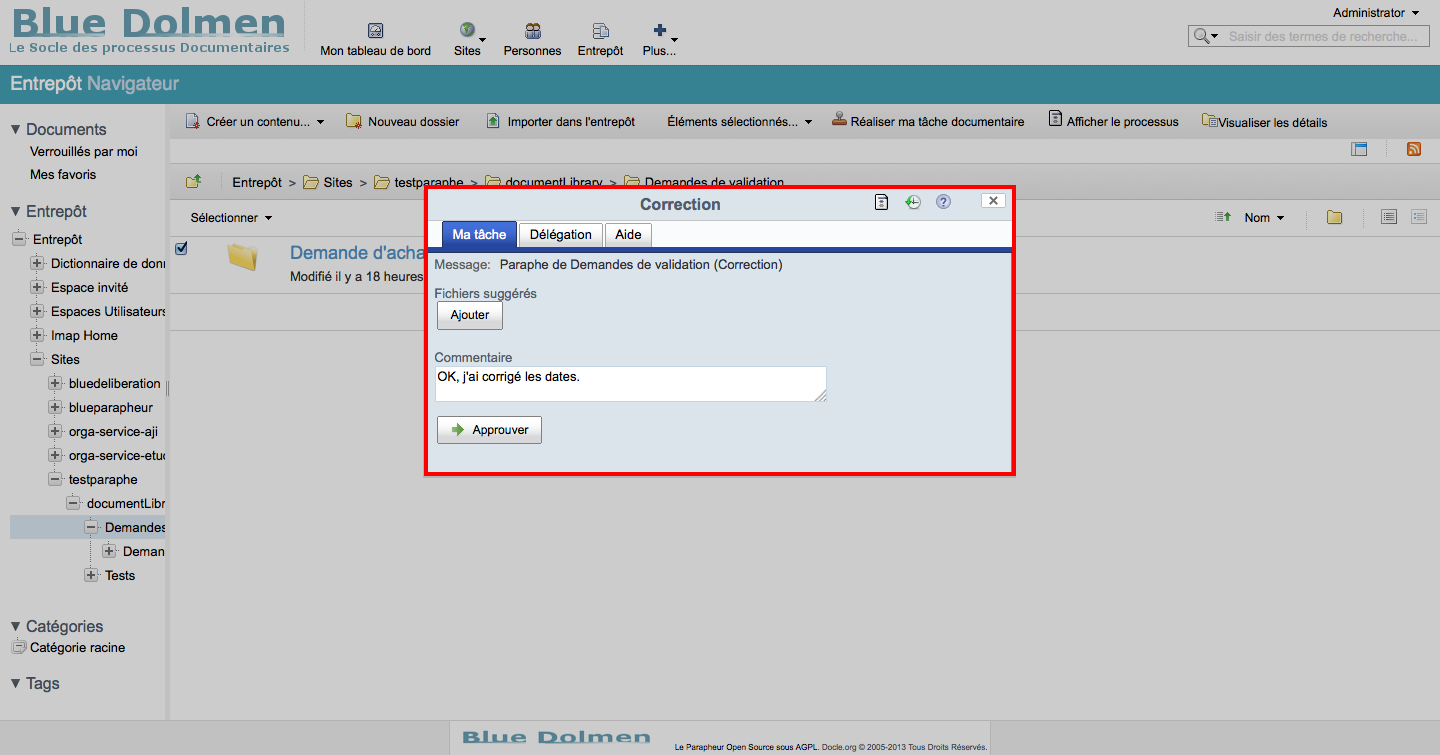 Blue Dolmen
Le Socle des processus Documentaires
Mon tableau de bord
Sites
Personnes
Entrepôt
Plus...
Administrator
Saisir des termes de recherche...
Entrepôt Navigateur
Documents
Verrouillés par moi
Mes favoris
Entrepôt
Entrepôt
Dictionnaire de don
Espace invité
Espaces Utilisateurs
Imap Home
Sites
bluedeliberation
blueparapheur
orga-service-aji
orga-service-etud
testparaphe
documentLibr
Demandes
Deman
Tests
Catégories
Catégorie racine
Tags
Créer un contenu...
Nouveau dossier
Importer dans l'entrepôt
Éléments sélectionnés...
Réaliser ma tâche documentaire
Afficher le processus
Visualiser les détails
Entrepôt > Sites > testparaphe > documentLibrary > Demandes de validation
Sélectionner
Nom
Demande d'acha
Modifié il y a 18 heures
Correction
Ma tâche
Délégation
Aide
Message: Paraphe de Demandes de validation (Correction)
Fichiers suggérés
Ajouter
Commentaire
OK, j'ai corrigé les dates.
Approuver
Blue Dolmen
Le Parapheur Open Source sous AGPL. Docle.org © 2005-2013 Tous Droits Réservés.